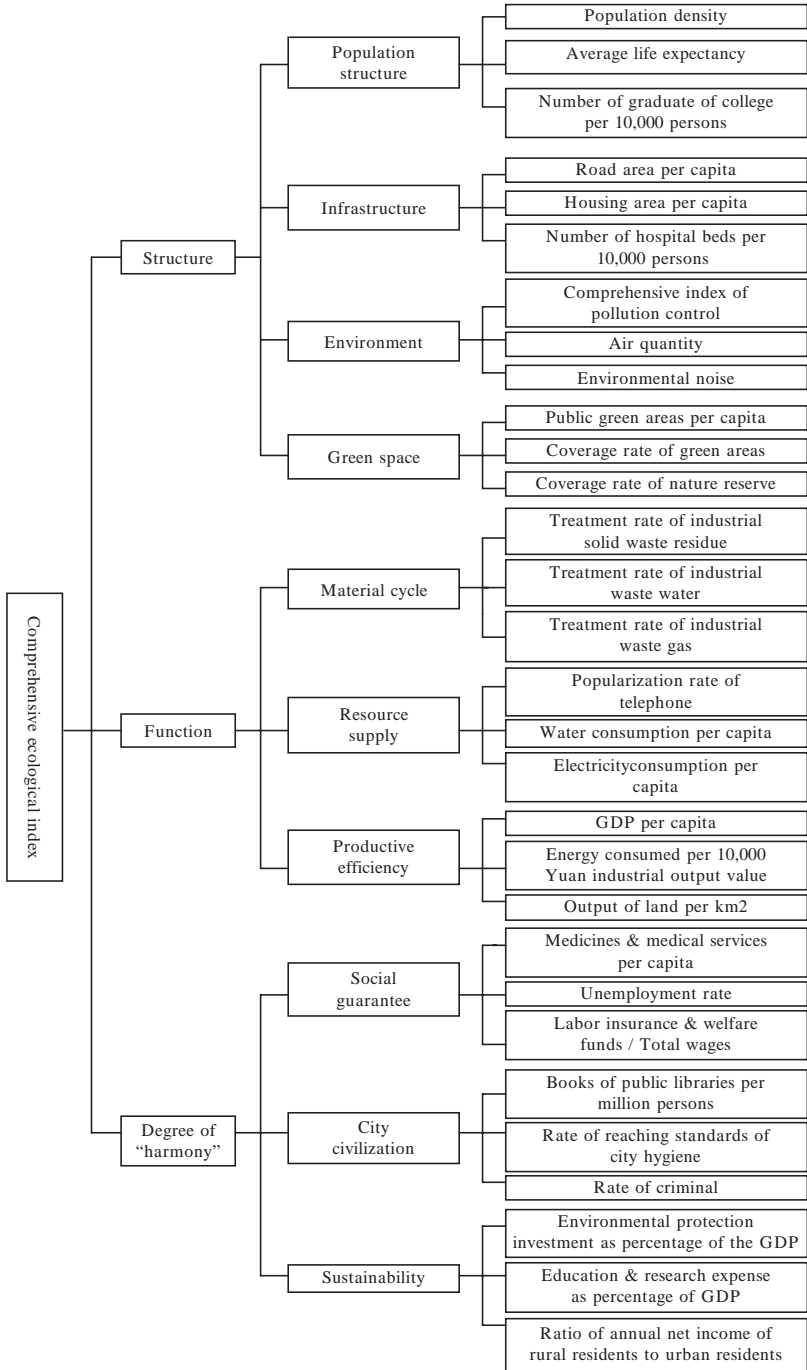 Comprehensive ecological index
Structure
Population
structure
Population density
Average life expectancy
Number of graduate of college
per 10,000 persons
Infrastructure
Road area per capita
Housing area per capita
Number of hospital beds per
10,000 persons
Environment
Comprehensive index of
pollution control
Air quantity
Environmental noise
Green space
Public green areas per capita
Coverage rate of green areas
Coverage rate of nature reserve
Function
Material cycle
Treatment rate of industrial
solid waste residue
Treatment rate of industrial
waste water
Treatment rate of industrial
waste gas
Resource
supply
Popularization rate of
telephone
Water consumption per capita
Electricityconsumption per
capita
Productive
efficiency
GDP per capita
Energy consumed per 10,000
Yuan industrial output value
Output of land per km2
Degree of
“harmony”
Social
guarantee
Medicines & medical services
per capita
Unemployment rate
Labor insurance & welfare
funds / Total wages
City
civilization
Books of public libraries per
million persons
Rate of reaching standards of
city hygiene
Rate of criminal
Sustainability
Environmental protection
investment as percentage of the GDP
Education & research expense
as percentage of GDP
Ratio of annual net income of
rural residents to urban residents